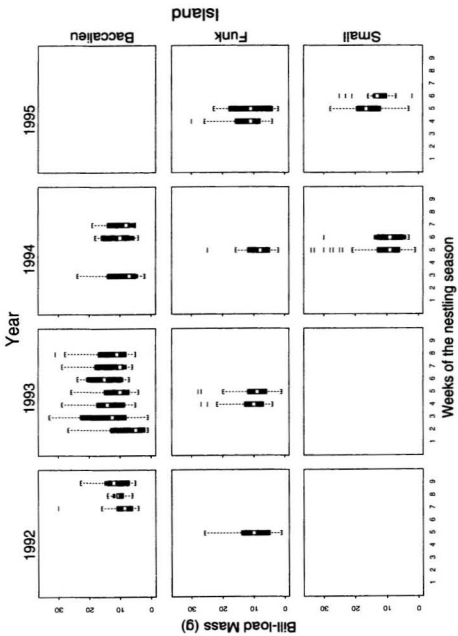 Year
1992
1993
1994
1995
Island
Baccalieu
Funk
Small
Bill-load Mass (g)
30
20
10
0
30
20
10
0
30
20
10
0
1 2 3 4 5 6 7 8 9
1 2 3 4 5 6 7 8 9
1 2 3 4 5 6 7 8 9
1 2 3 4 5 6 7 8 9
Weeks of the nestling season